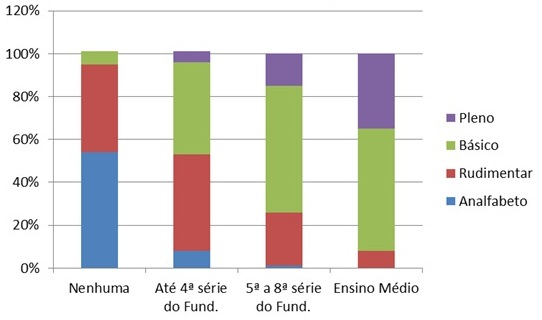 120%
100%
80%
60%
40%
20%
0%
Nenhuma
Até 4ª série
do Fund.
5ª a 8ª série
do Fund.
Ensino Médio
Pleno
Básico
Rudimentar
Analfabeto